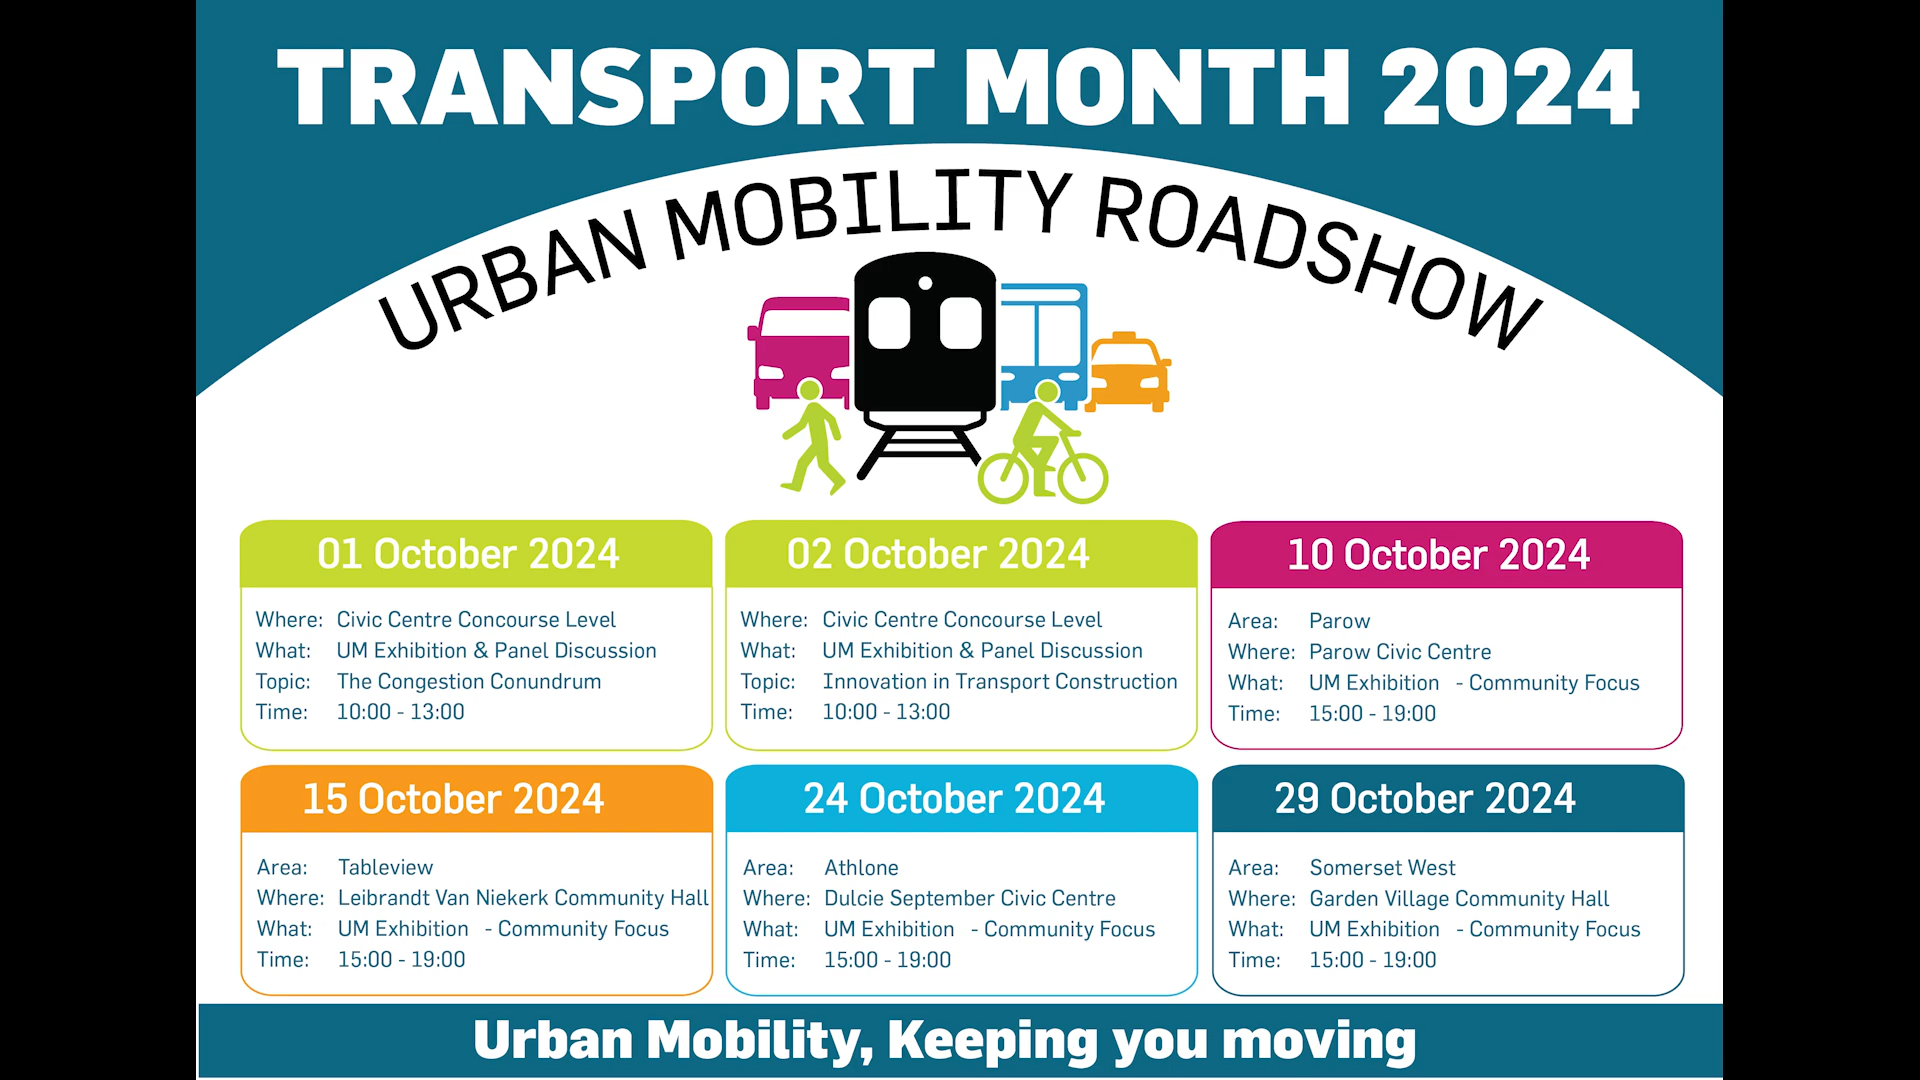 TRANSPORT MONTH 2024
URBAN MOBILITY ROADSHOW
01 October 2024
Where: Civic Centre Concourse Level
What: UM Exhibition & Panel Discussion
Topic: The Congestion Conundrum
Time: 10:00 - 13:00
02 October 2024
Where: Civic Centre Concourse Level
What: UM Exhibition & Panel Discussion
Topic: Innovation in Transport Construction
Time: 10:00 - 13:00
10 October 2024
Area: Parow
Where: Parow Civic Centre
What: UM Exhibition - Community Focus
Time: 15:00 - 19:00
15 October 2024
Area: Tableview
Where: Leibrandt Van Niekerk Community Hall
What: UM Exhibition - Community Focus
Time: 15:00 - 19:00
24 October 2024
Area: Athlone
Where: Dulcie September Civic Centre
What: UM Exhibition - Community Focus
Time: 15:00 - 19:00
29 October 2024
Area: Somerset West
Where: Garden Village Community Hall
What: UM Exhibition - Community Focus
Time: 15:00 - 19:00
Urban Mobility, Keeping you moving